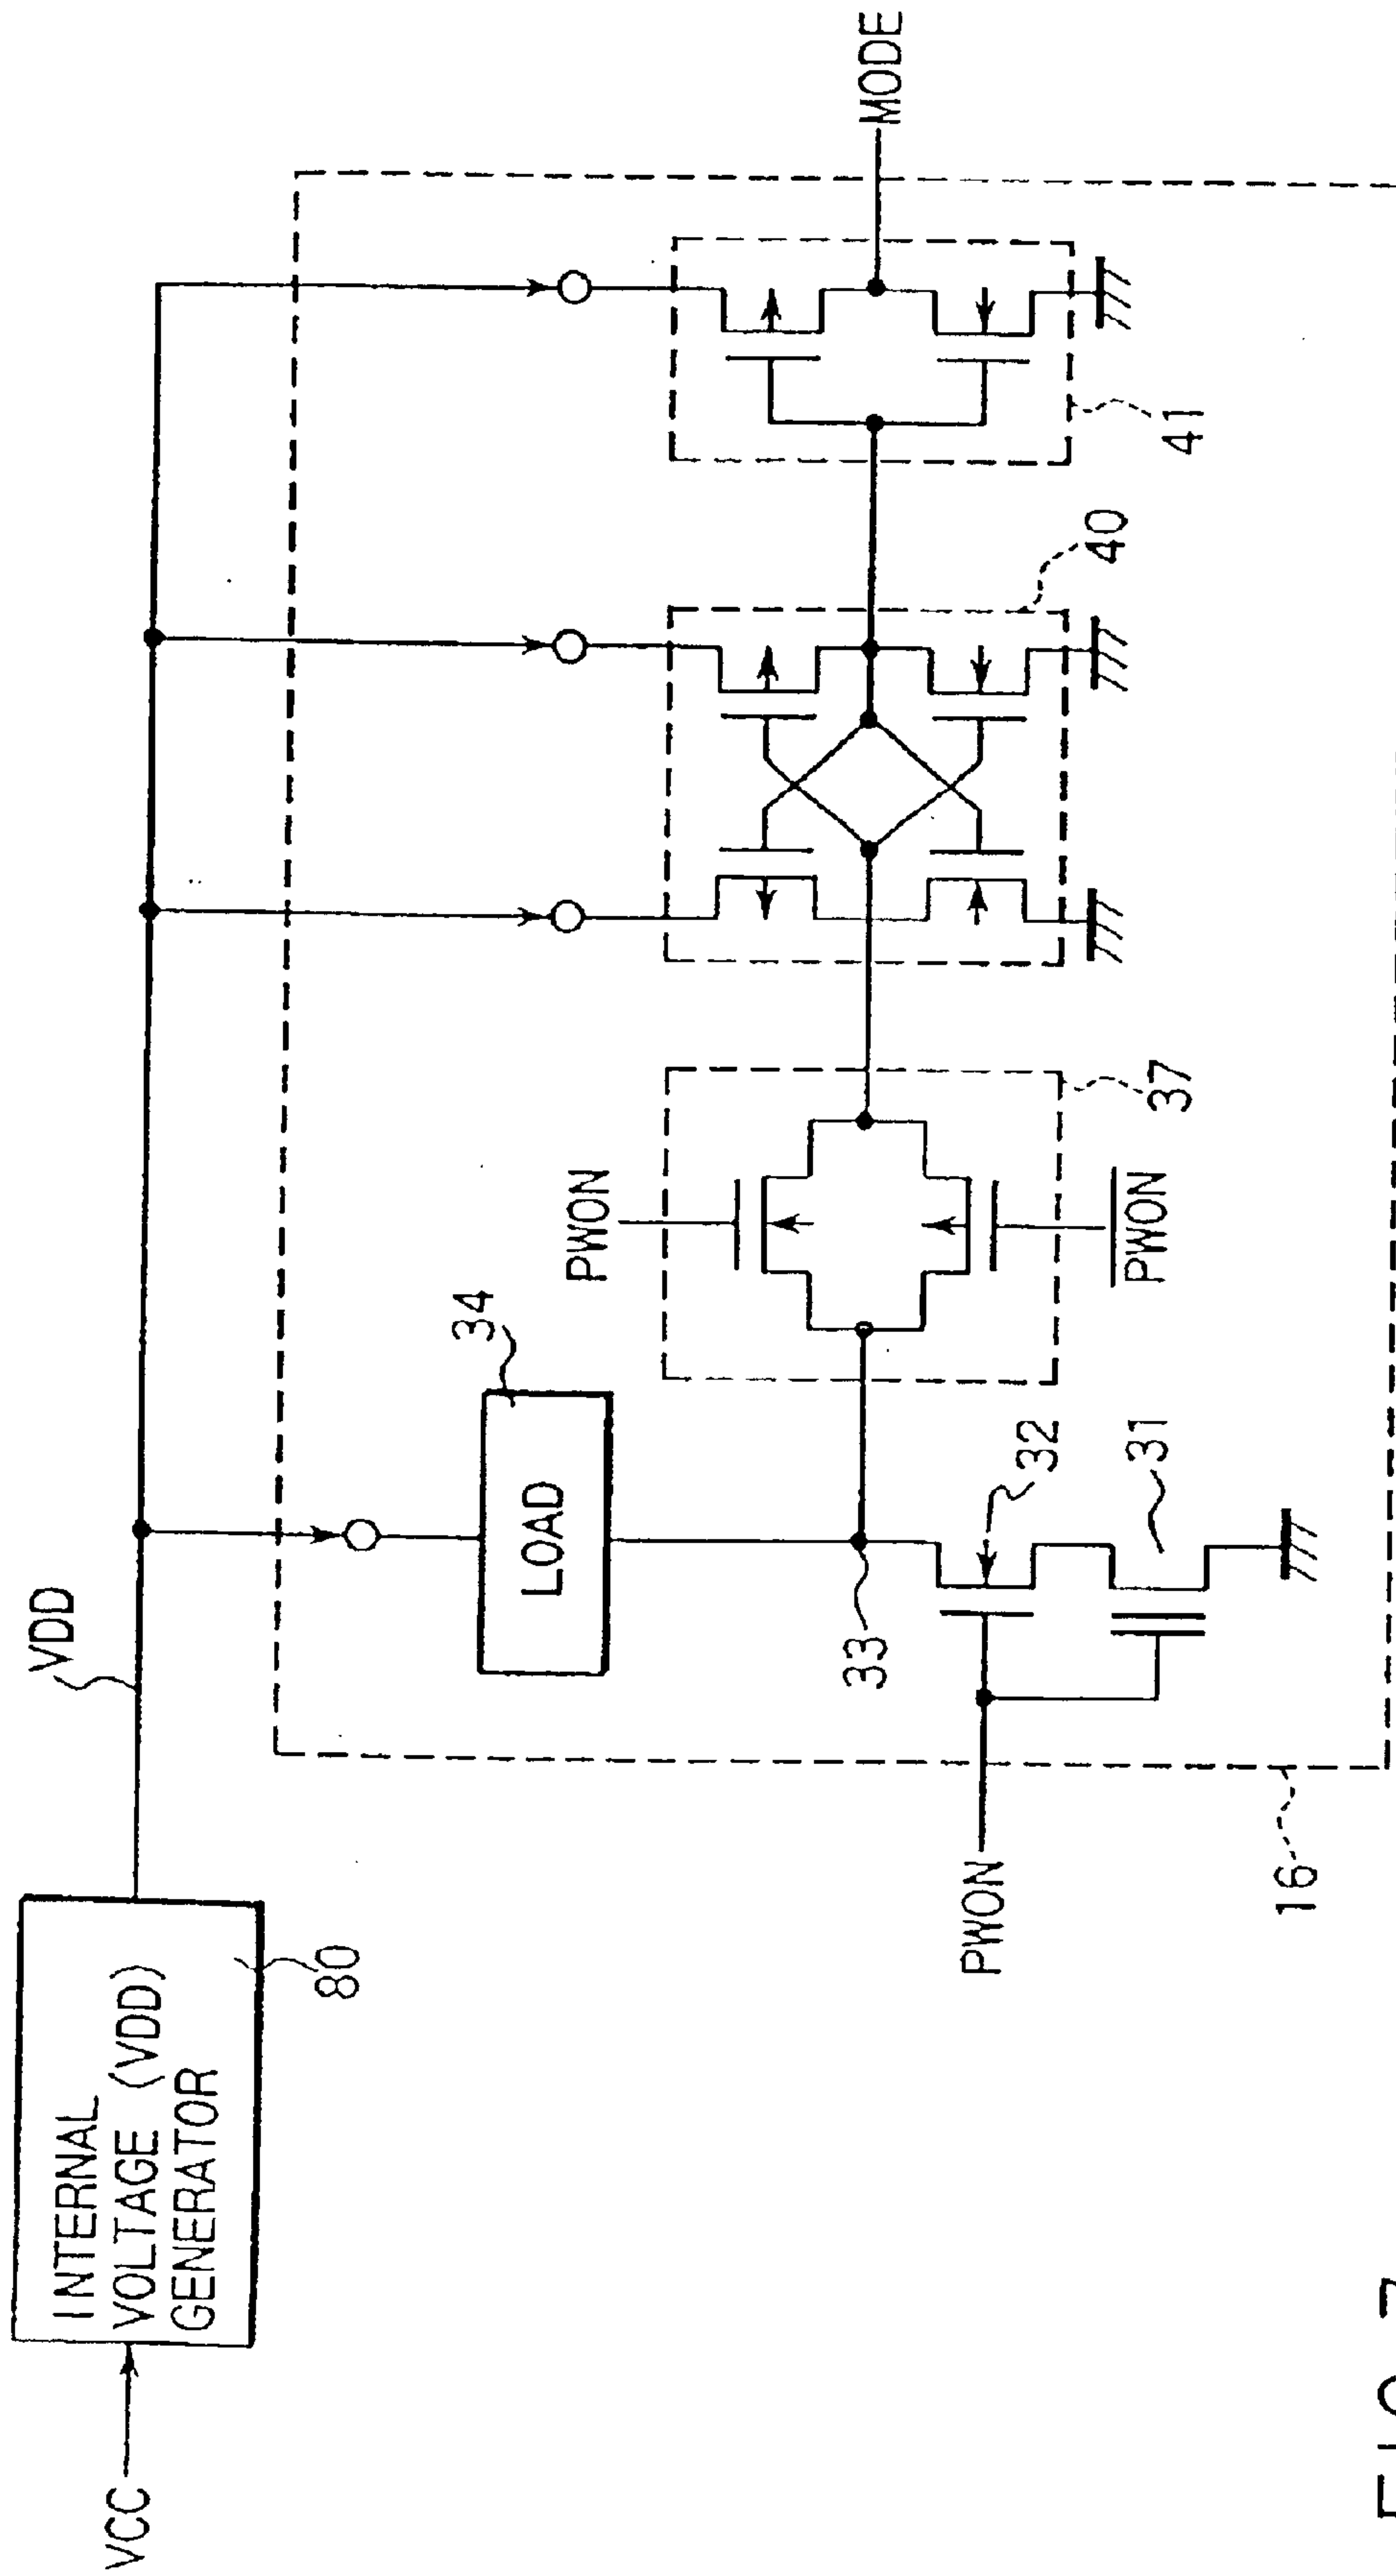 VCC
INTERNAL
VOLTAGE (VDD)
GENERATOR
80
VDD
16
PWON
LOAD
34
33
32
31
PWON
PWON
37
40
41
MODE